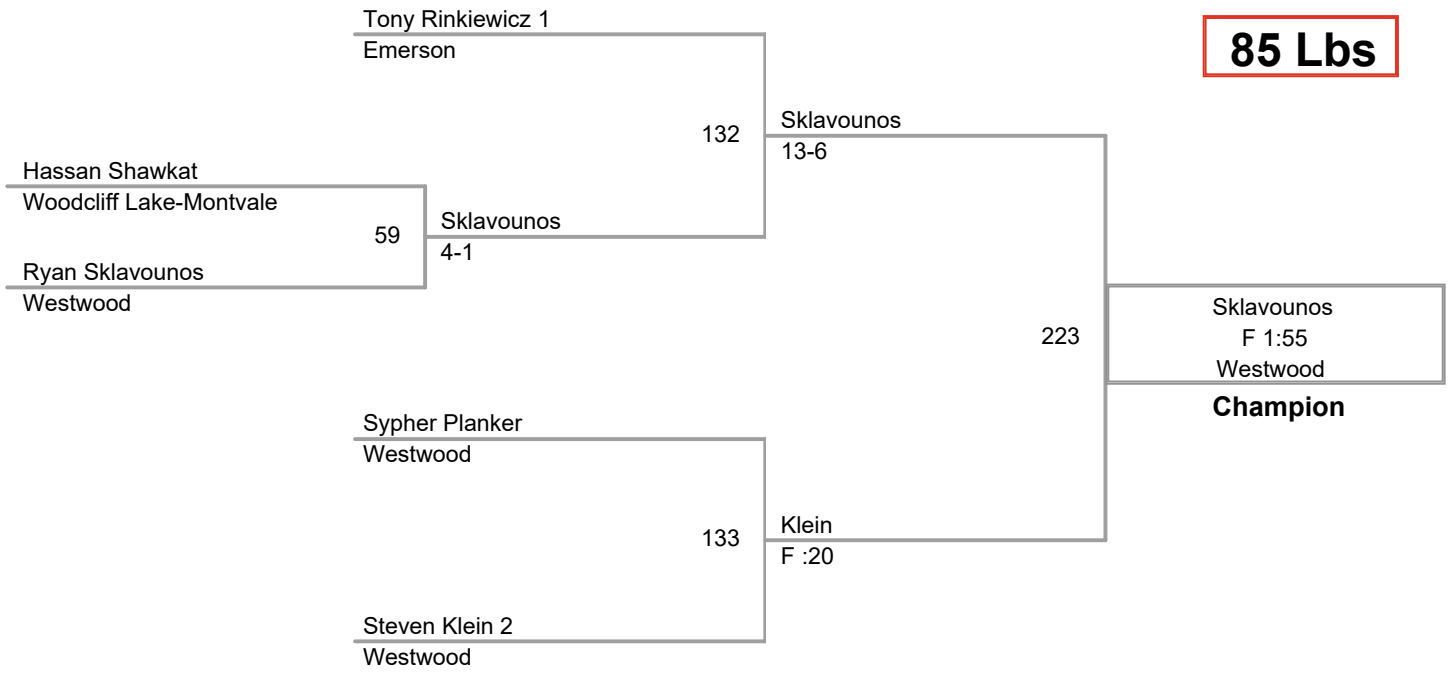 Tony Rinkiewicz 1
Emerson
85 Lbs
132
Sklavounos
13-6
Hassan Shawkat
Woodcliff Lake-Montvale
59
Sklavounos
4-1
Ryan Sklavounos
Westwood
223
Sklavounos
F 1:55
Westwood
Champion
Sypher Planker
Westwood
133
Klein
F :20
Steven Klein 2
Westwood